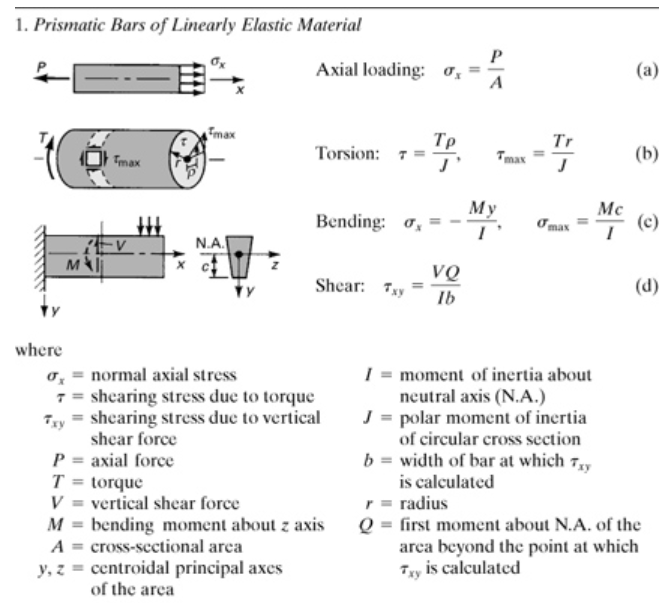 1. Prismatic Bars of Linearly Elastic Material
P σx x
Axial loading: σx = P/A (a)
T τmax τ τmax r ρ
Torsion: τ = Tρ/J, τmax = Tr/J (b)
Bending: σx = − My/I, σmax = Mc/I (c)
V N.A. M x c z y y
Shear: τxy = VQ/Ib (d)
where
σx = normal axial stress
τ = shearing stress due to torque
τxy = shearing stress due to vertical
shear force
P = axial force
T = torque
V = vertical shear force
M = bending moment about z axis
A = cross-sectional area
y, z = centroidal principal axes
of the area
I = moment of inertia about
neutral axis (N.A.)
J = polar moment of inertia
of circular cross section
b = width of bar at which τxy
is calculated
r = radius
Q = first moment about N.A. of the
area beyond the point at which
τxy is calculated